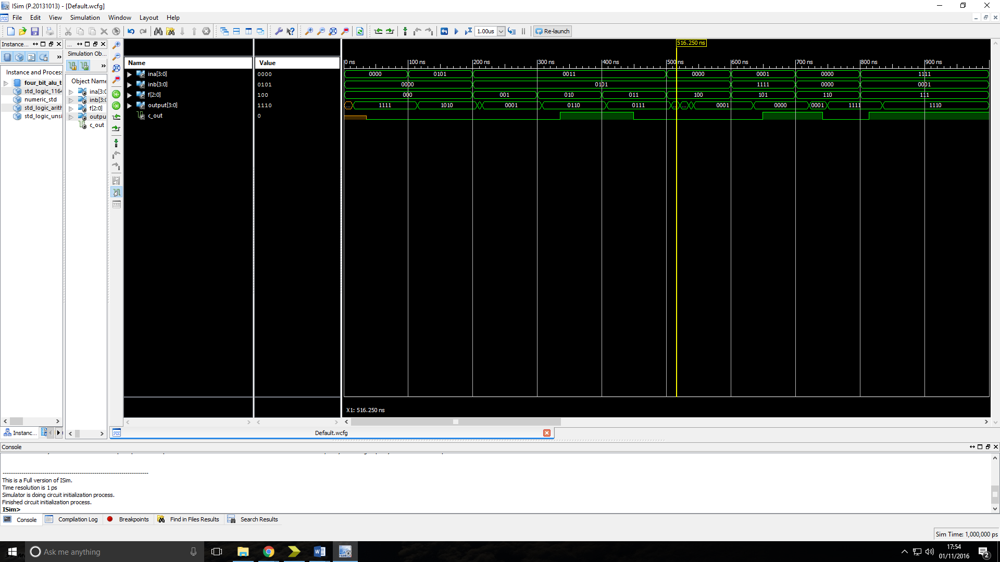 ISim (P.20131013) - [Default.wcfg]
File Edit View Simulation Window Layout Help
1.00us Re-launch
Instance...
Instance and Process
four_bit_alu_t
std_logic_1164
numeric_std
std_logic_arith
std_logic_unsi
Instanc...
...
Simulation Ob...
Object Name
ina[3:0
inb[3:0
f[2:0]
outpu
c_out
Name Value
ina[3:0] 0000
inb[3:0] 0101
f[2:0] 100
output[3:0] 1110
c_out 0
516.250 ns
0 ns 100 ns 200 ns 300 ns 400 ns 500 ns 600 ns 700 ns 800 ns 900 ns
0000 0101 0011 0000 0001 0000 1111
0000 0101 1111 0000 0001
000 001 010 011 100 101 110 111
... 1111 1010 0001 0110 0111 ... ... 0001 0000 0001 1111 1110
X1: 516.250 ns
Default.wcfg
Console
This is a Full version of ISim.
Time resolution is 1 ps
Simulator is doing circuit initialization process.
Finished circuit initialization process.
ISim>
Console Compilation Log Breakpoints Find in Files Results Search Results
Sim Time: 1,000,000 ps
Ask me anything
17:54
01/11/2016
2